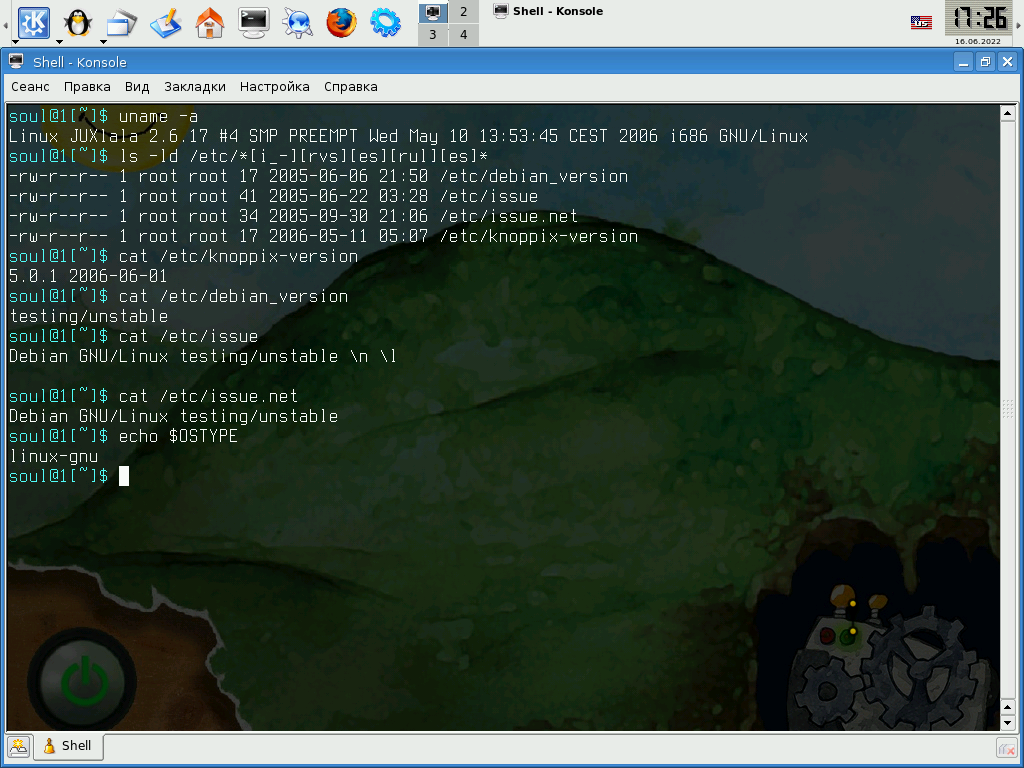 2
Shell - Konsole
3 4
17:26
16.06.2022
Shell - Konsole
Сеанс Правка Вид Закладки Настройка Справка
soul@1[~]$ uname -a
Linux JUXlala 2.6.17 #4 SMP PREEMPT Wed May 10 13:53:45 CEST 2006 i686 GNU/Linux
soul@1[~]$ ls -ld /etc/*[i_-][rvs][es][rul][es]*
-rw-r--r-- 1 root root 17 2005-06-06 21:50 /etc/debian_version
-rw-r--r-- 1 root root 41 2005-06-22 03:28 /etc/issue
-rw-r--r-- 1 root root 34 2005-09-30 21:06 /etc/issue.net
-rw-r--r-- 1 root root 17 2006-05-11 05:07 /etc/knoppix-version
soul@1[~]$ cat /etc/knoppix-version
5.0.1 2006-06-01
soul@1[~]$ cat /etc/debian_version
testing/unstable
soul@1[~]$ cat /etc/issue
Debian GNU/Linux testing/unstable \n \l
soul@1[~]$ cat /etc/issue.net
Debian GNU/Linux testing/unstable
soul@1[~]$ echo $OSTYPE
linux-gnu
soul@1[~]$
Shell